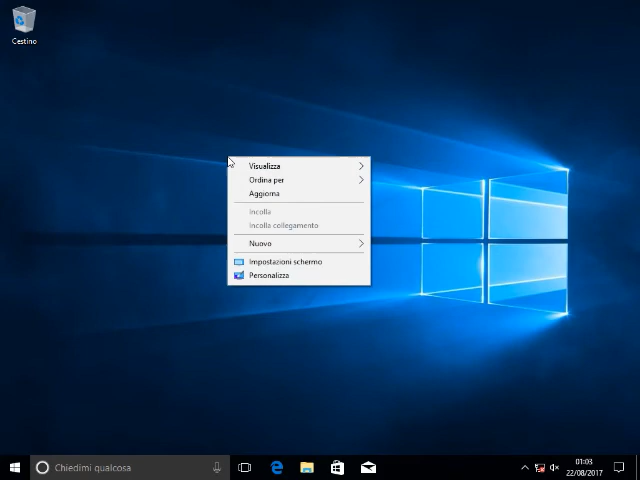 Cestino
Visualizza
Ordina per
Aggiorna
Incolla
Incolla collegamento
Nuovo
Impostazioni schermo
Personalizza
Chiedimi qualcosa
01:03
22/08/2017